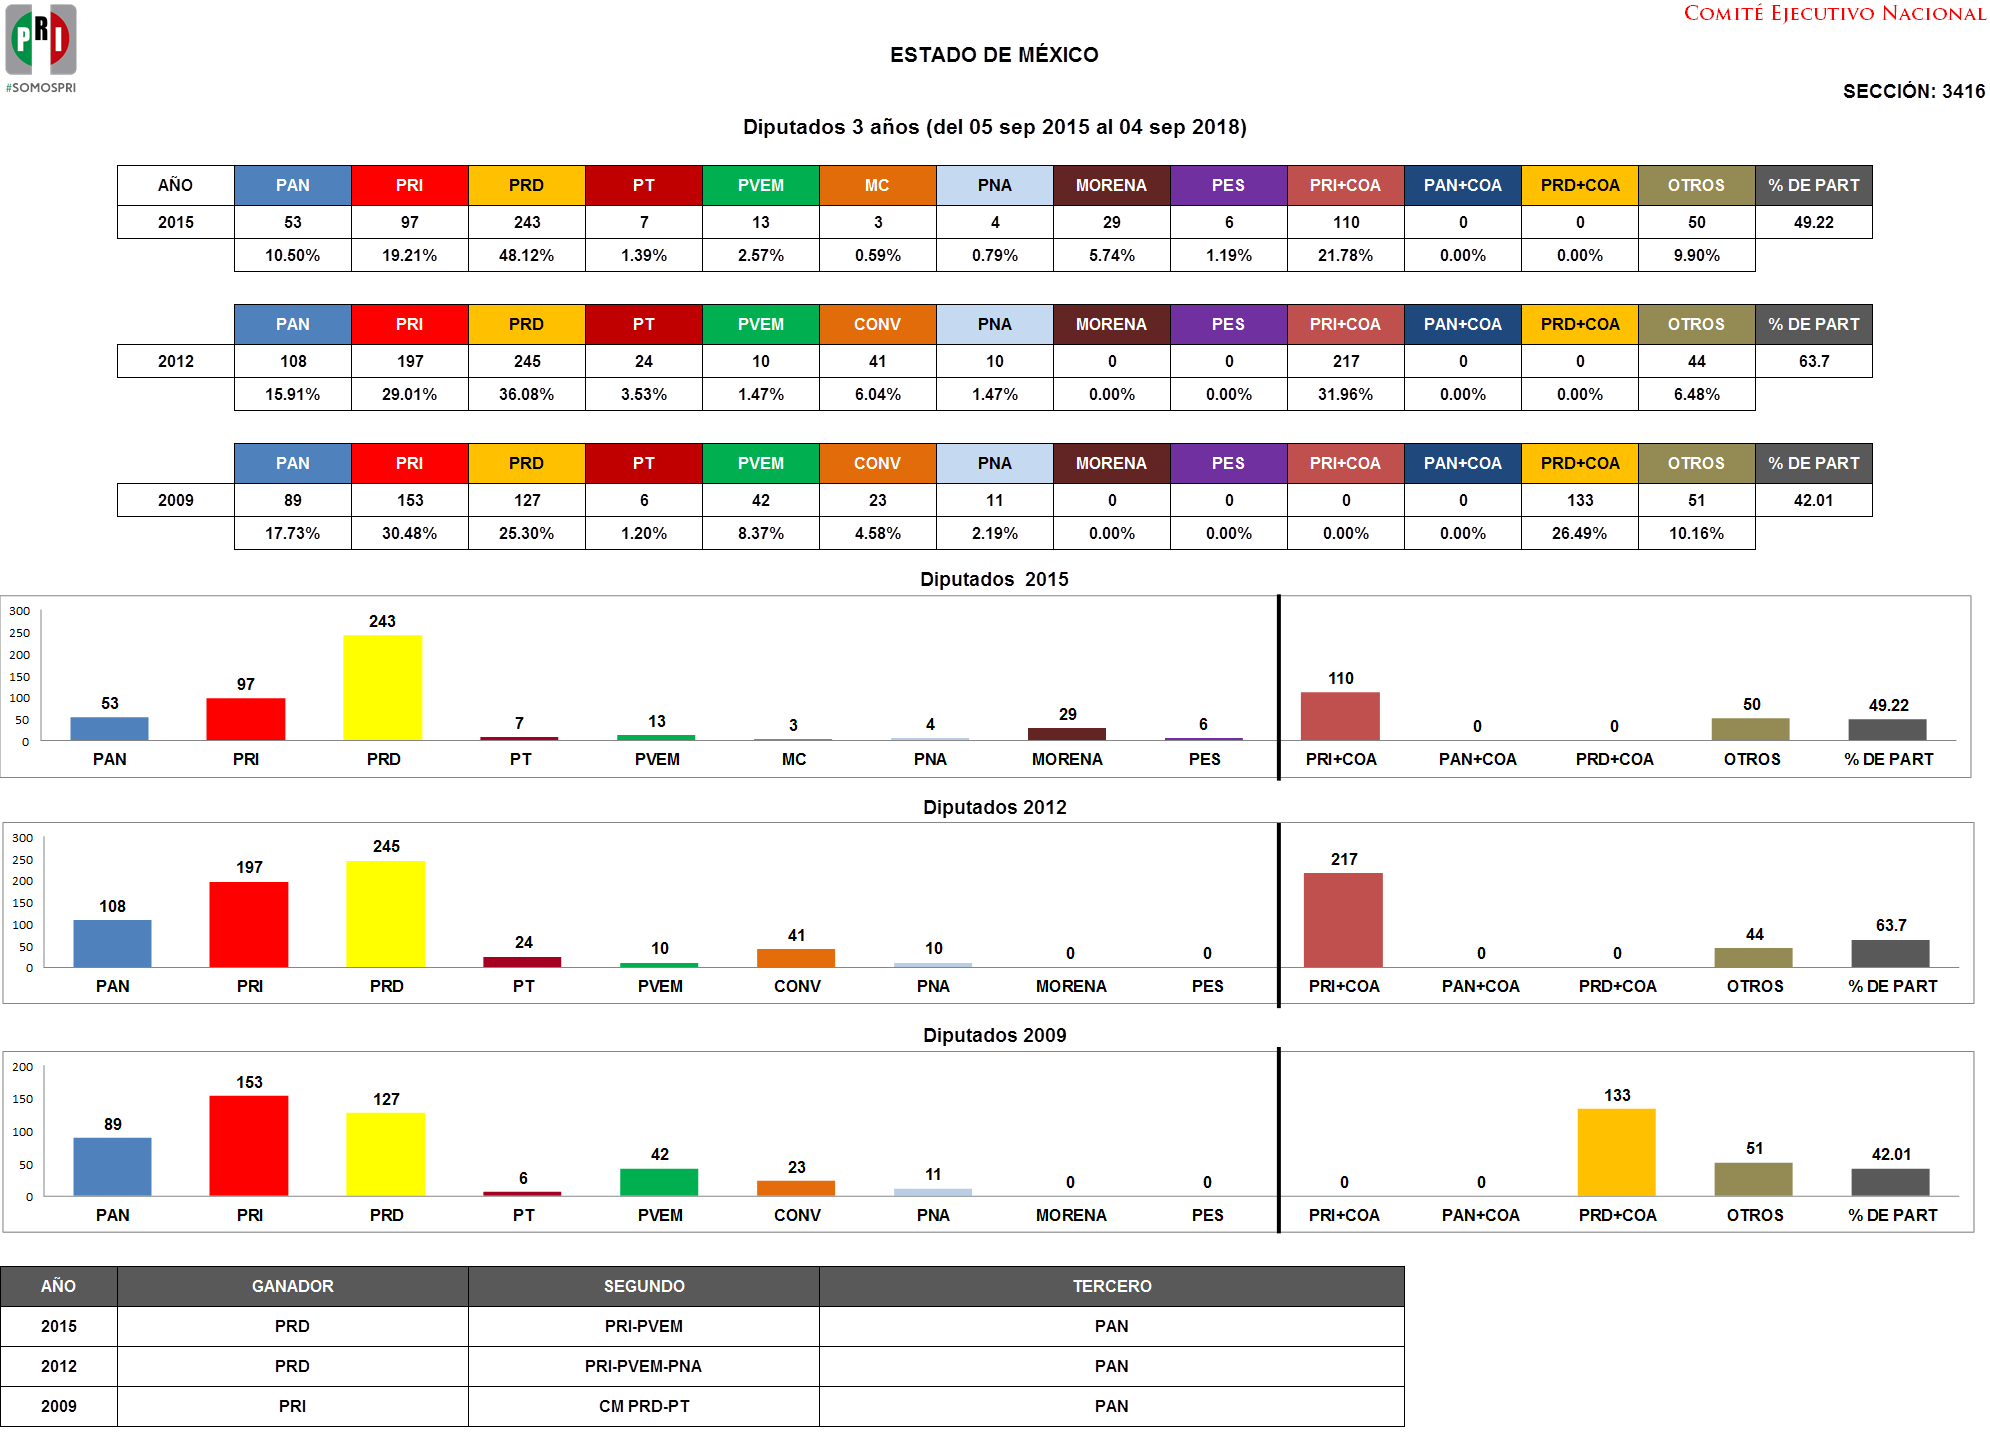 PRI
#SOMOSPRI
COMITÉ EJECUTIVO NACIONAL
ESTADO DE MÉXICO
SECCIÓN: 3416
Diputados 3 años (del 05 sep 2015 al 04 sep 2018)
AÑO PAN PRI PRD PT PVEM MC PNA MORENA PES PRI+COA PAN+COA PRD+COA OTROS % DE PART
2015 53 97 243 7 13 3 4 29 6 110 0 0 50 49.22
10.50% 19.21% 48.12% 1.39% 2.57% 0.59% 0.79% 5.74% 1.19% 21.78% 0.00% 0.00% 9.90%
PAN PRI PRD PT PVEM CONV PNA MORENA PES PRI+COA PAN+COA PRD+COA OTROS % DE PART
2012 108 197 245 24 10 41 10 0 0 217 0 0 44 63.7
15.91% 29.01% 36.08% 3.53% 1.47% 6.04% 1.47% 0.00% 0.00% 31.96% 0.00% 0.00% 6.48%
PAN PRI PRD PT PVEM CONV PNA MORENA PES PRI+COA PAN+COA PRD+COA OTROS % DE PART
2009 89 153 127 6 42 23 11 0 0 0 0 133 51 42.01
17.73% 30.48% 25.30% 1.20% 8.37% 4.58% 2.19% 0.00% 0.00% 0.00% 0.00% 26.49% 10.16%
Diputados 2015
300
250
200
150
100
50
0
53 97 243 7 13 3 4 29 6 110 0 0 50 49.22
PAN PRI PRD PT PVEM MC PNA MORENA PES PRI+COA PAN+COA PRD+COA OTROS % DE PART
Diputados 2012
300
250
200
150
100
50
0
108 197 245 24 10 41 10 0 0 217 0 0 44 63.7
PAN PRI PRD PT PVEM CONV PNA MORENA PES PRI+COA PAN+COA PRD+COA OTROS % DE PART
Diputados 2009
200
150
100
50
0
89 153 127 6 42 23 11 0 0 0 0 133 51 42.01
PAN PRI PRD PT PVEM CONV PNA MORENA PES PRI+COA PAN+COA PRD+COA OTROS % DE PART
AÑO GANADOR SEGUNDO TERCERO
2015 PRD PRI-PVEM PAN
2012 PRD PRI-PVEM-PNA PAN
2009 PRI CM PRD-PT PAN